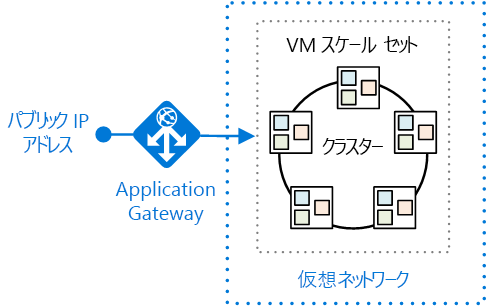 VM スケール セット
パブリック IP
アドレス
クラスター
Application
Gateway
仮想ネットワーク